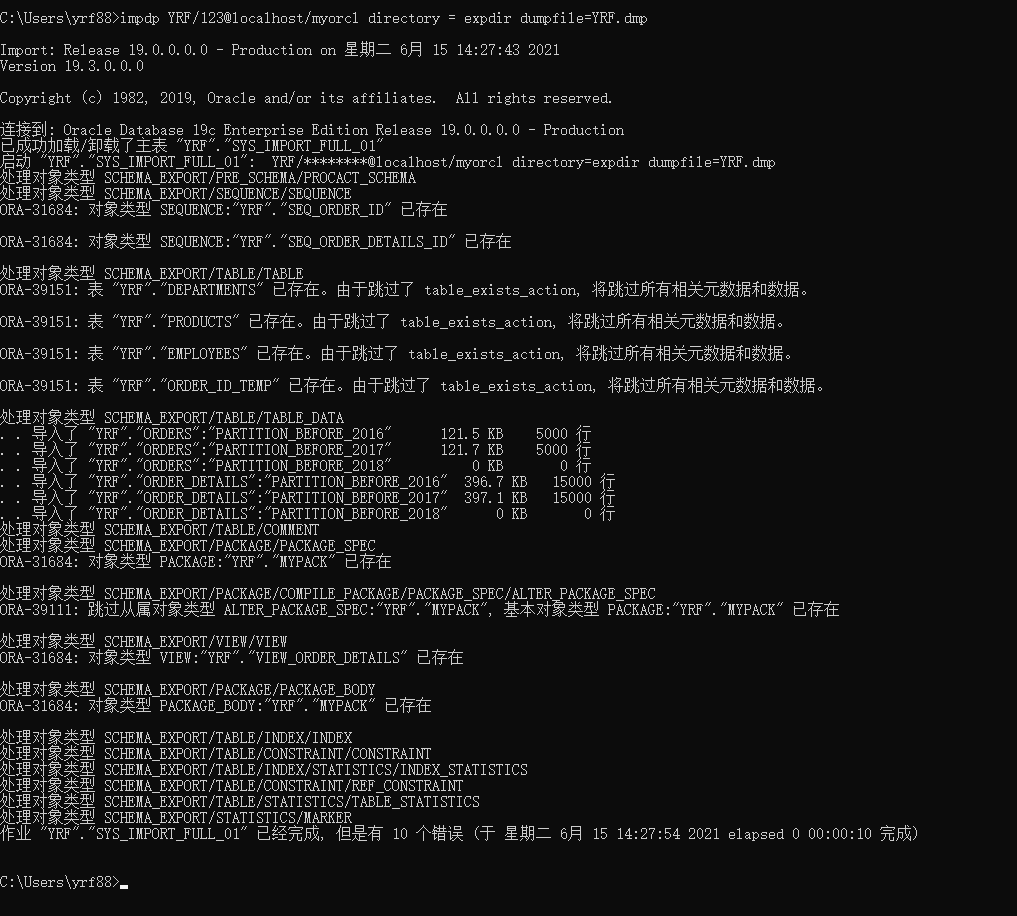 C:\Users\yrf88>impdp YRF/123@localhost/myorcl directory = expdir dumpfile=YRF.dmp
Import: Release 19.0.0.0.0 - Production on 星期二 6月 15 14:27:43 2021
Version 19.3.0.0.0
Copyright (c) 1982, 2019, Oracle and/or its affiliates.  All rights reserved.
连接到: Oracle Database 19c Enterprise Edition Release 19.0.0.0.0 - Production
已成功加载/卸载了主表 "YRF"."SYS_IMPORT_FULL_01"
启动 "YRF"."SYS_IMPORT_FULL_01":  YRF/********@localhost/myorcl directory=expdir dumpfile=YRF.dmp
处理对象类型 SCHEMA_EXPORT/PRE_SCHEMA/PROCACT_SCHEMA
处理对象类型 SCHEMA_EXPORT/SEQUENCE/SEQUENCE
ORA-31684: 对象类型 SEQUENCE:"YRF"."SEQ_ORDER_ID" 已存在
ORA-31684: 对象类型 SEQUENCE:"YRF"."SEQ_ORDER_DETAILS_ID" 已存在
处理对象类型 SCHEMA_EXPORT/TABLE/TABLE
ORA-39151: 表 "YRF"."DEPARTMENTS" 已存在。由于跳过了 table_exists_action, 将跳过所有相关元数据和数据。
ORA-39151: 表 "YRF"."PRODUCTS" 已存在。由于跳过了 table_exists_action, 将跳过所有相关元数据和数据。
ORA-39151: 表 "YRF"."EMPLOYEES" 已存在。由于跳过了 table_exists_action, 将跳过所有相关元数据和数据。
ORA-39151: 表 "YRF"."ORDER_ID_TEMP" 已存在。由于跳过了 table_exists_action, 将跳过所有相关元数据和数据。
处理对象类型 SCHEMA_EXPORT/TABLE/TABLE_DATA
. . 导入了 "YRF"."ORDERS":"PARTITION_BEFORE_2016"      121.5 KB    5000 行
. . 导入了 "YRF"."ORDERS":"PARTITION_BEFORE_2017"      121.7 KB    5000 行
. . 导入了 "YRF"."ORDERS":"PARTITION_BEFORE_2018"          0 KB       0 行
. . 导入了 "YRF"."ORDER_DETAILS":"PARTITION_BEFORE_2016"  396.7 KB   15000 行
. . 导入了 "YRF"."ORDER_DETAILS":"PARTITION_BEFORE_2017"  397.1 KB   15000 行
. . 导入了 "YRF"."ORDER_DETAILS":"PARTITION_BEFORE_2018"      0 KB       0 行
处理对象类型 SCHEMA_EXPORT/TABLE/COMMENT
处理对象类型 SCHEMA_EXPORT/PACKAGE/PACKAGE_SPEC
ORA-31684: 对象类型 PACKAGE:"YRF"."MYPACK" 已存在
处理对象类型 SCHEMA_EXPORT/PACKAGE/COMPILE_PACKAGE/PACKAGE_SPEC/ALTER_PACKAGE_SPEC
ORA-39111: 跳过从属对象类型 ALTER_PACKAGE_SPEC:"YRF"."MYPACK", 基本对象类型 PACKAGE:"YRF"."MYPACK" 已存在
处理对象类型 SCHEMA_EXPORT/VIEW/VIEW
ORA-31684: 对象类型 VIEW:"YRF"."VIEW_ORDER_DETAILS" 已存在
处理对象类型 SCHEMA_EXPORT/PACKAGE/PACKAGE_BODY
ORA-31684: 对象类型 PACKAGE_BODY:"YRF"."MYPACK" 已存在
处理对象类型 SCHEMA_EXPORT/TABLE/INDEX/INDEX
处理对象类型 SCHEMA_EXPORT/TABLE/CONSTRAINT/CONSTRAINT
处理对象类型 SCHEMA_EXPORT/TABLE/INDEX/STATISTICS/INDEX_STATISTICS
处理对象类型 SCHEMA_EXPORT/TABLE/CONSTRAINT/REF_CONSTRAINT
处理对象类型 SCHEMA_EXPORT/TABLE/STATISTICS/TABLE_STATISTICS
处理对象类型 SCHEMA_EXPORT/STATISTICS/MARKER
作业 "YRF"."SYS_IMPORT_FULL_01" 已经完成, 但是有 10 个错误 (于 星期二 6月 15 14:27:54 2021 elapsed 0 00:00:10 完成)
C:\Users\yrf88>